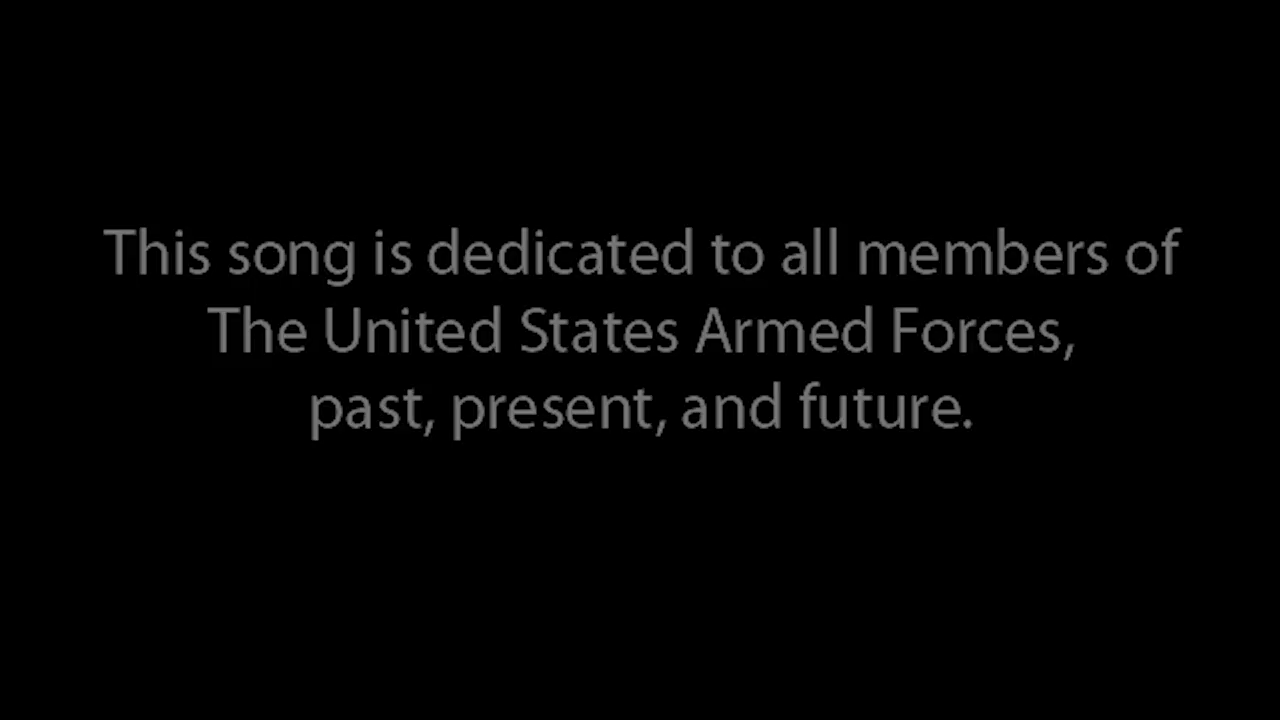 This song is dedicated to all members of
The United States Armed Forces,
past, present, and future.